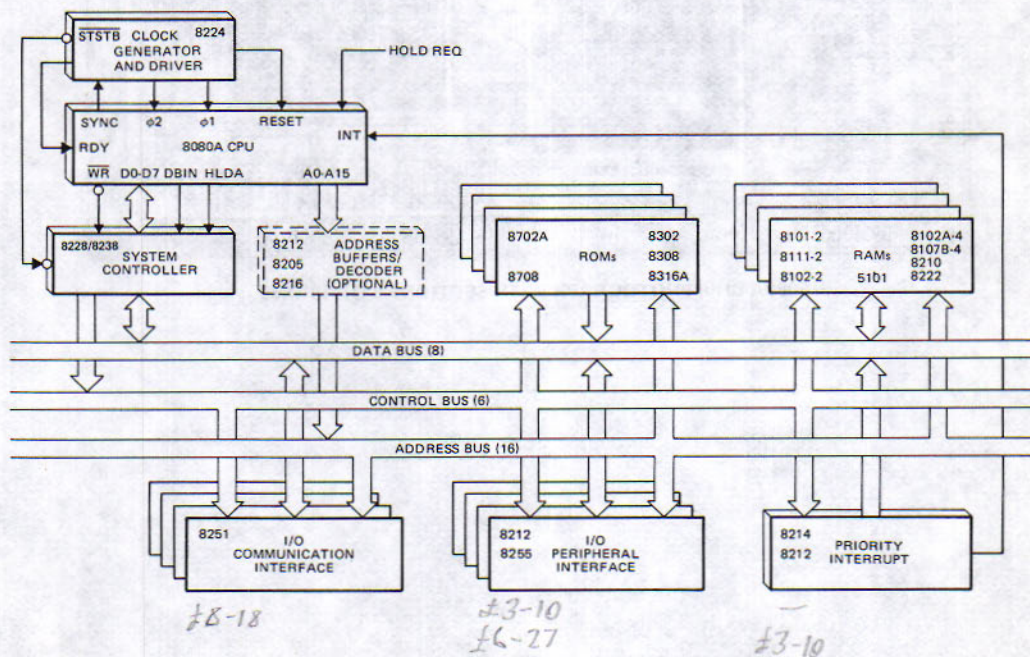 STSTB CLOCK 8224
GENERATOR
AND DRIVER
HOLD REQ
SYNC φ2 φ1 RESET
INT
RDY 8080A CPU
WR D0-D7 DBIN HLDA A0-A15
8228/8238
SYSTEM
CONTROLLER
8212 ADDRESS
8205 BUFFERS/
DECODER
8216 (OPTIONAL)
8702A 8302
ROMs 8308
8708 8316A
8101-2 8102A-4
8107B-4
8111-2 RAMs 8210
8102-2 5101 8222
DATA BUS (8)
CONTROL BUS (6)
ADDRESS BUS (16)
8251 I/O
COMMUNICATION
INTERFACE
8212 I/O
8255 PERIPHERAL
INTERFACE
8214 PRIORITY
8212 INTERRUPT
£8-18
£3-10
£6-27
£3-10